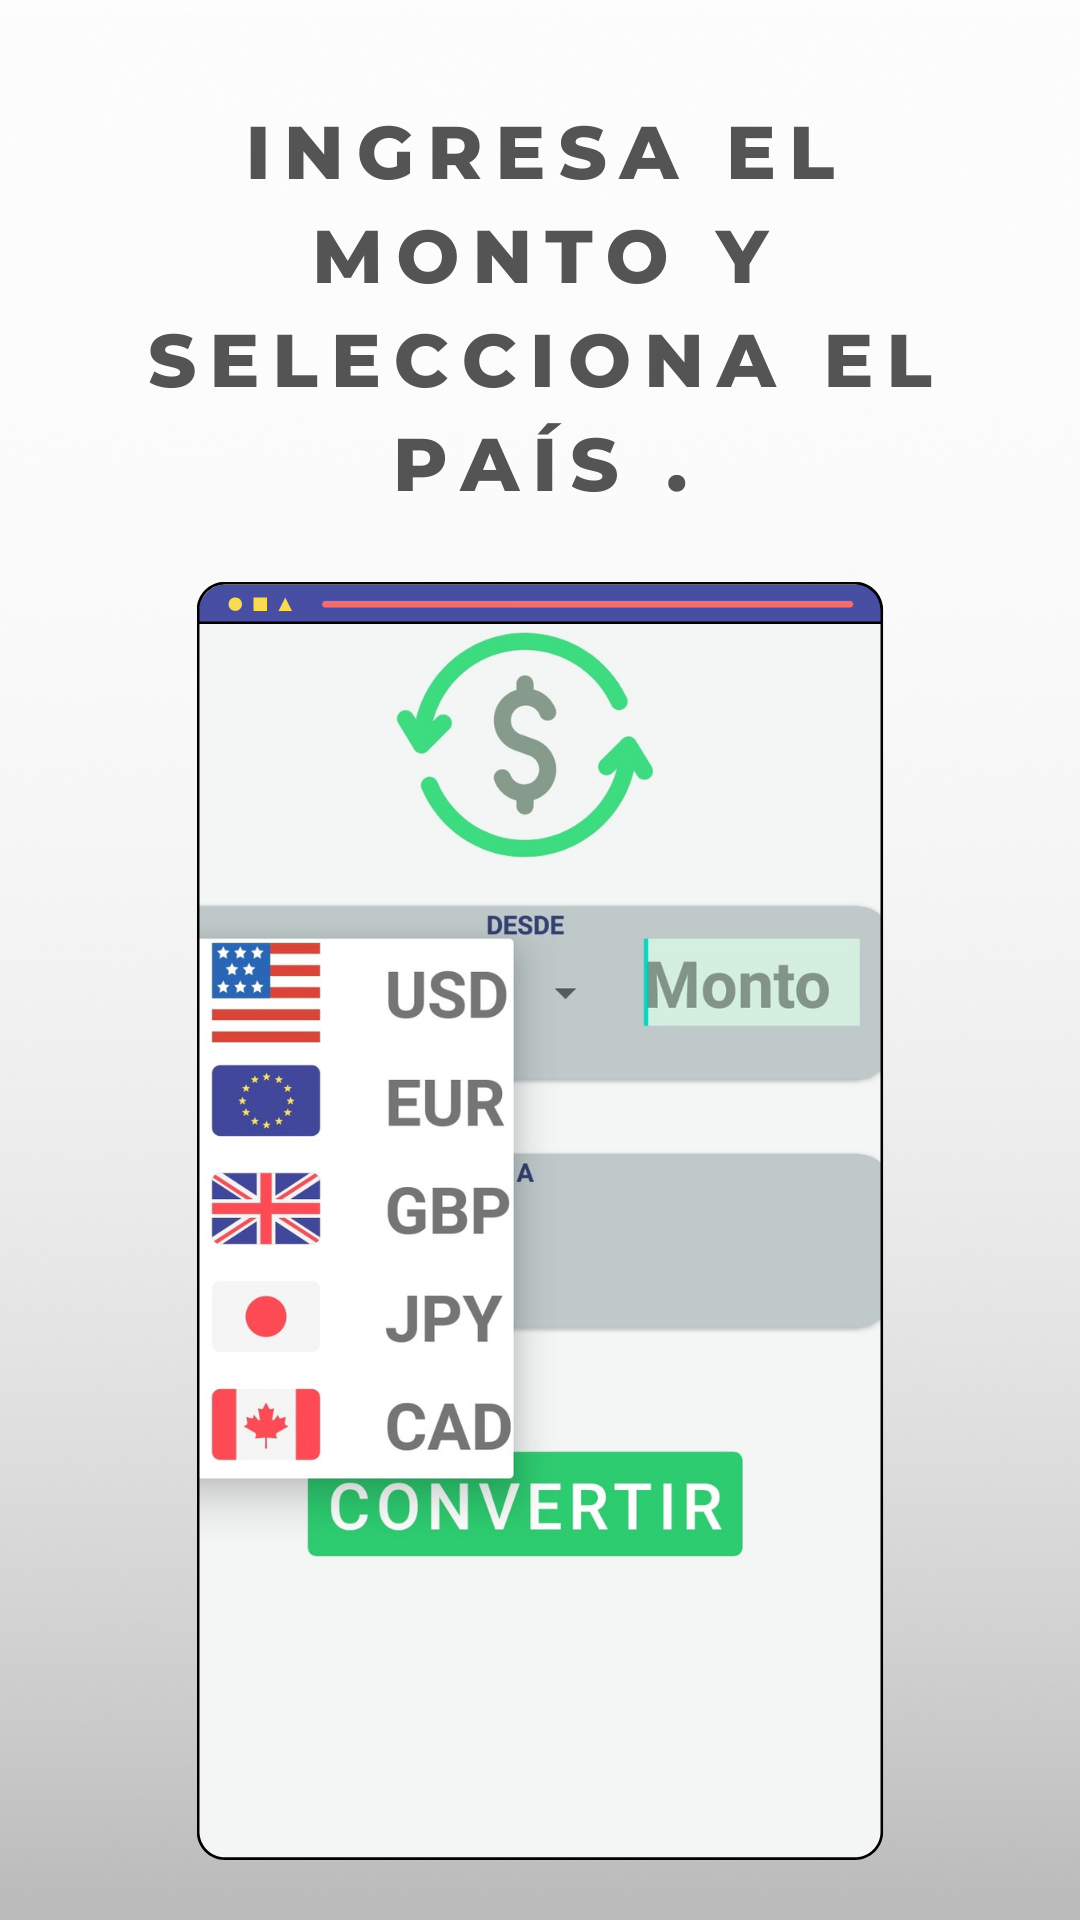 INGRESA EL
MONTO Y
SELECCIONA EL
PAÍS .
$
DESDE
USD
Monto
EUR
A
GBP
JPY
CAD
CONVERTIR